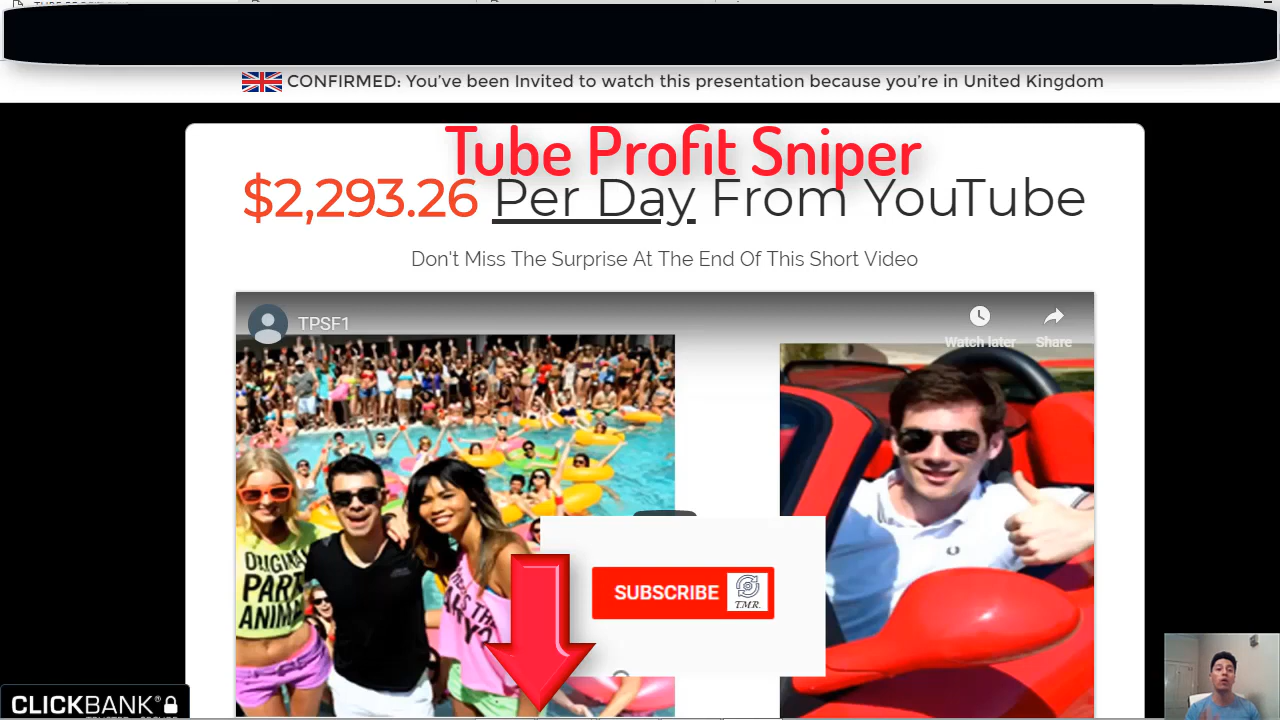 CONFIRMED: You’ve been Invited to watch this presentation because you’re in United Kingdom
Tube Profit Sniper
$2,293.26 Per Day From YouTube
Don't Miss The Surprise At The End Of This Short Video
TPSF1
Watch later
Share
ORIGINAL
PARTY
ANIMAL
SUBSCRIBE
T.M.R.
CLICKBANK®